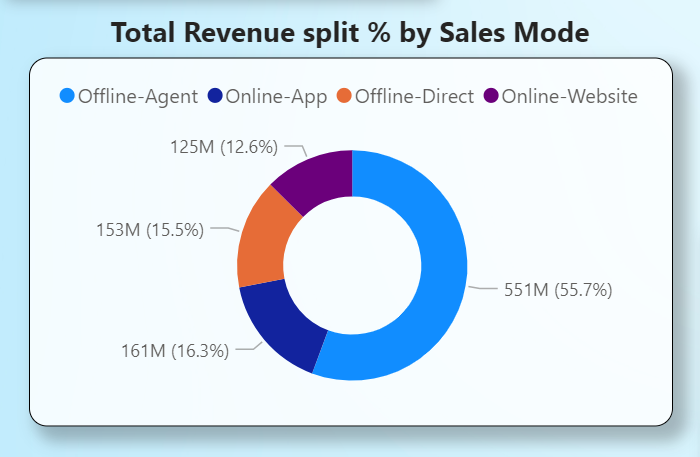 Total Revenue split % by Sales Mode
Offline-Agent Online-App Offline-Direct Online-Website
125M (12.6%)
153M (15.5%)
551M (55.7%)
161M (16.3%)